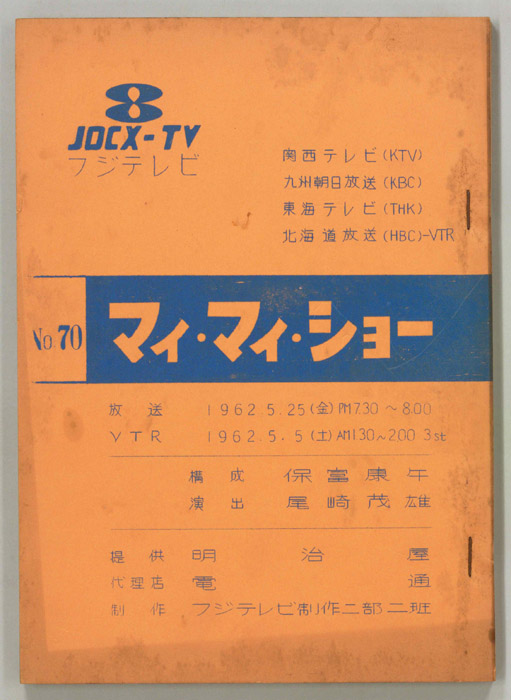 8
JOCX-TV
フジテレビ
関西テレビ(KTV)
九州朝日放送(KBC)
東海テレビ(THK)
北海道放送(HBC)-VTR
No.70
マィ・マィ・ショー
放送 1962.5.25(金)PM7.30～8.00
VTR 1962.5.5(土)AM1.30～2.00 3st
構成 保富康午
演出 尾崎茂雄
提供 明治屋
代理店 電通
制作 フジテレビ制作二部二班